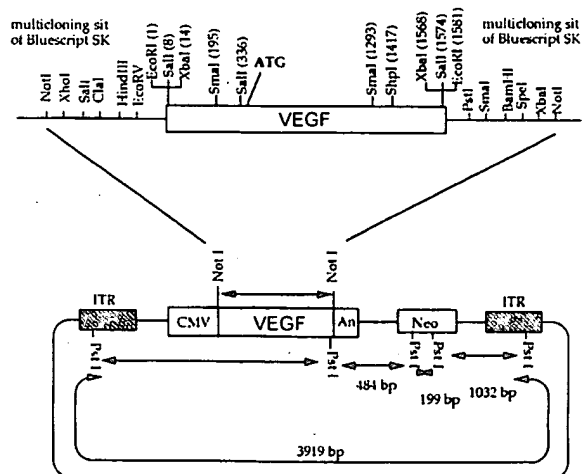 multicloning sit
of Bluescript SK
multicloning sit
of Bluescript SK
NotI
XhoI
SalI
ClaI
HindIII
EcoRV
EcoRI (1)
SalI (8)
XbaI (14)
SmaI (195)
SalI (336)
ATG
SmaI (1293)
ShpI (1417)
XbaI (1568)
SalI (1574)
EcoRI (1581)
PstI
SmaI
BamHI
SpeI
XbaI
NotI
VEGF
Not I
Not I
ITR
CMV
VEGF
An
Neo
ITR
Pst I
Pst I
Pst I
Pst I
Pst I
484 bp
199 bp
1032 bp
3919 bp